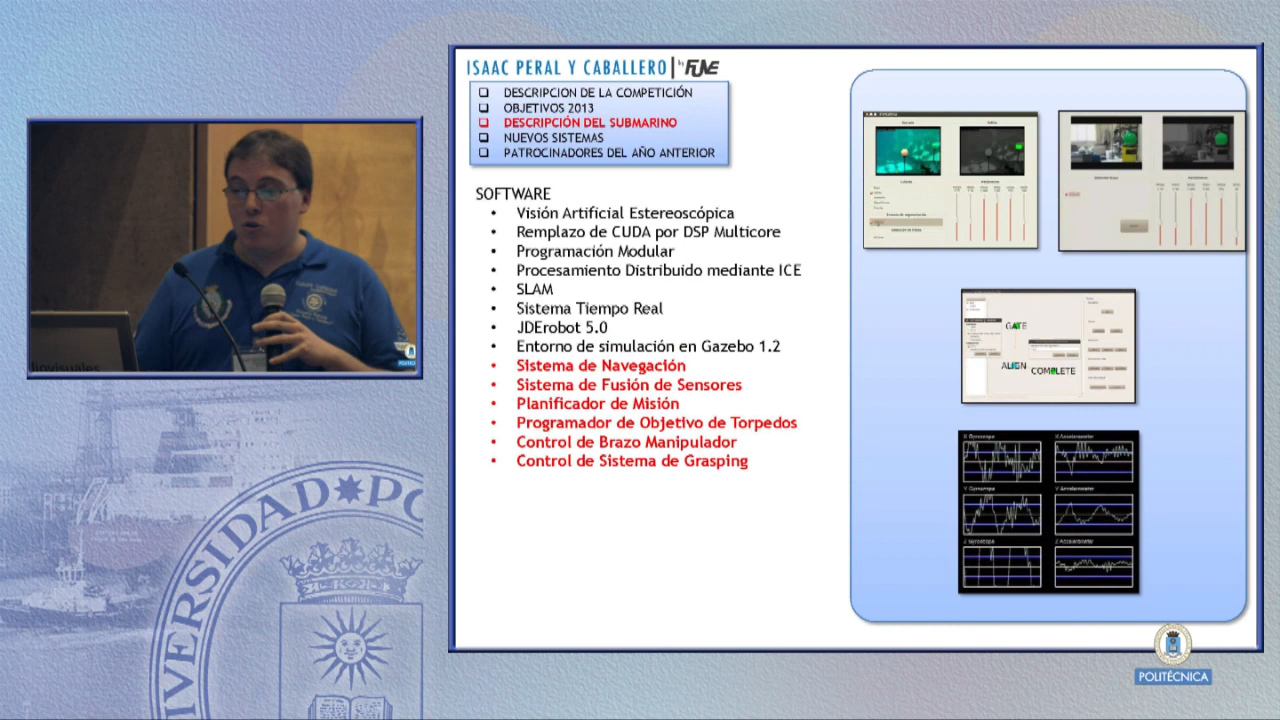 ISAAC PERAL Y CABALLERO by FUVE
DESCRIPCION DE LA COMPETICIÓN
OBJETIVOS 2013
DESCRIPCIÓN DEL SUBMARINO
NUEVOS SISTEMAS
PATROCINADORES DEL AÑO ANTERIOR
SOFTWARE
• Visión Artificial Estereoscópica
• Remplazo de CUDA por DSP Multicore
• Programación Modular
• Procesamiento Distribuido mediante ICE
• SLAM
• Sistema Tiempo Real
• JDErobot 5.0
• Entorno de simulación en Gazebo 1.2
• Sistema de Navegación
• Sistema de Fusión de Sensores
• Planificador de Misión
• Programador de Objetivo de Torpedos
• Control de Brazo Manipulador
• Control de Sistema de Grasping
GATE
ALIGN
COMPLETE
X Gyroscope
X Accelerometer
Y Gyroscope
Y Accelerometer
Z Gyroscope
Z Accelerometer
POLITÉCNICA